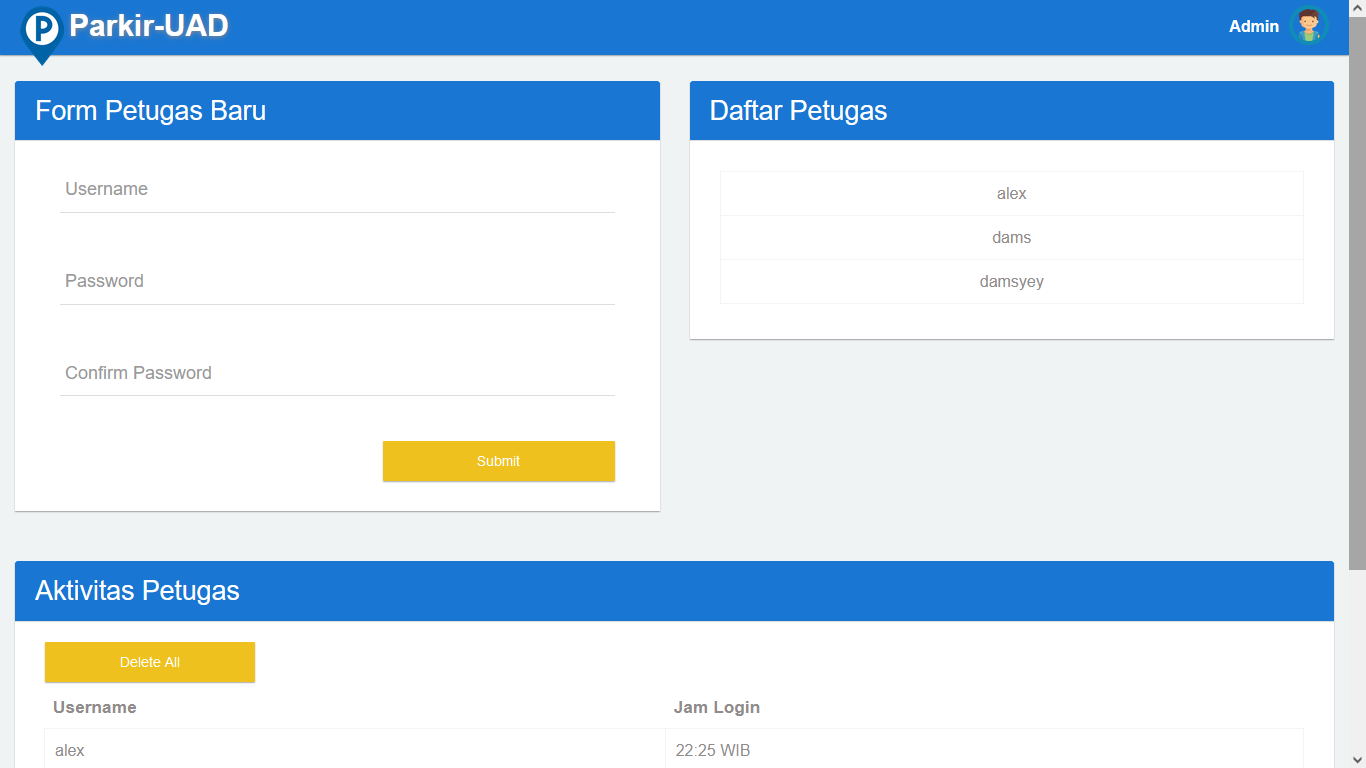 P Parkir-UAD
Admin
Form Petugas Baru
Username
Password
Confirm Password
Submit
Daftar Petugas
alex
dams
damsyey
Aktivitas Petugas
Delete All
Username Jam Login
alex 22:25 WIB